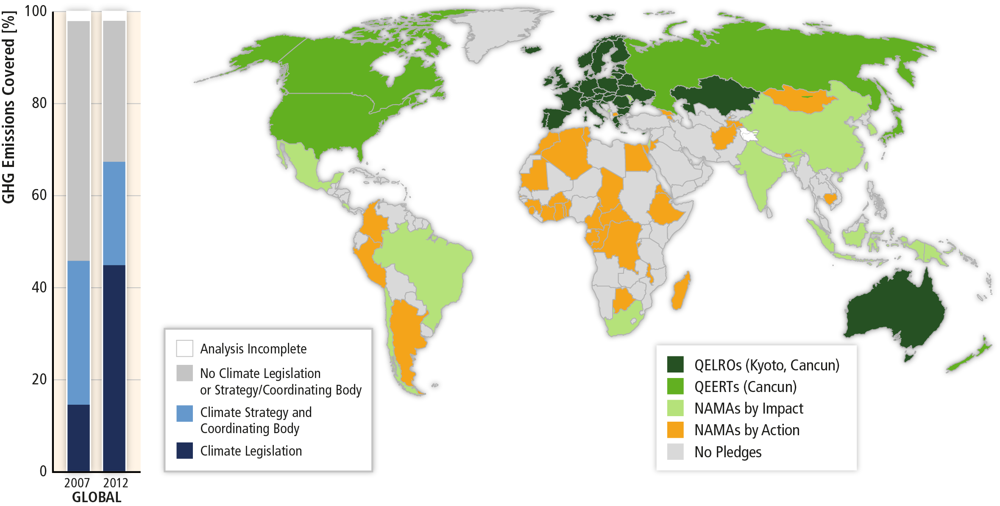 GHG Emissions Covered [%]
100
80
60
40
20
0
2007
2012
GLOBAL
Analysis Incomplete
No Climate Legislation
or Strategy/Coordinating Body
Climate Strategy and
Coordinating Body
Climate Legislation
QELROs (Kyoto, Cancun)
QEERTs (Cancun)
NAMAs by Impact
NAMAs by Action
No Pledges